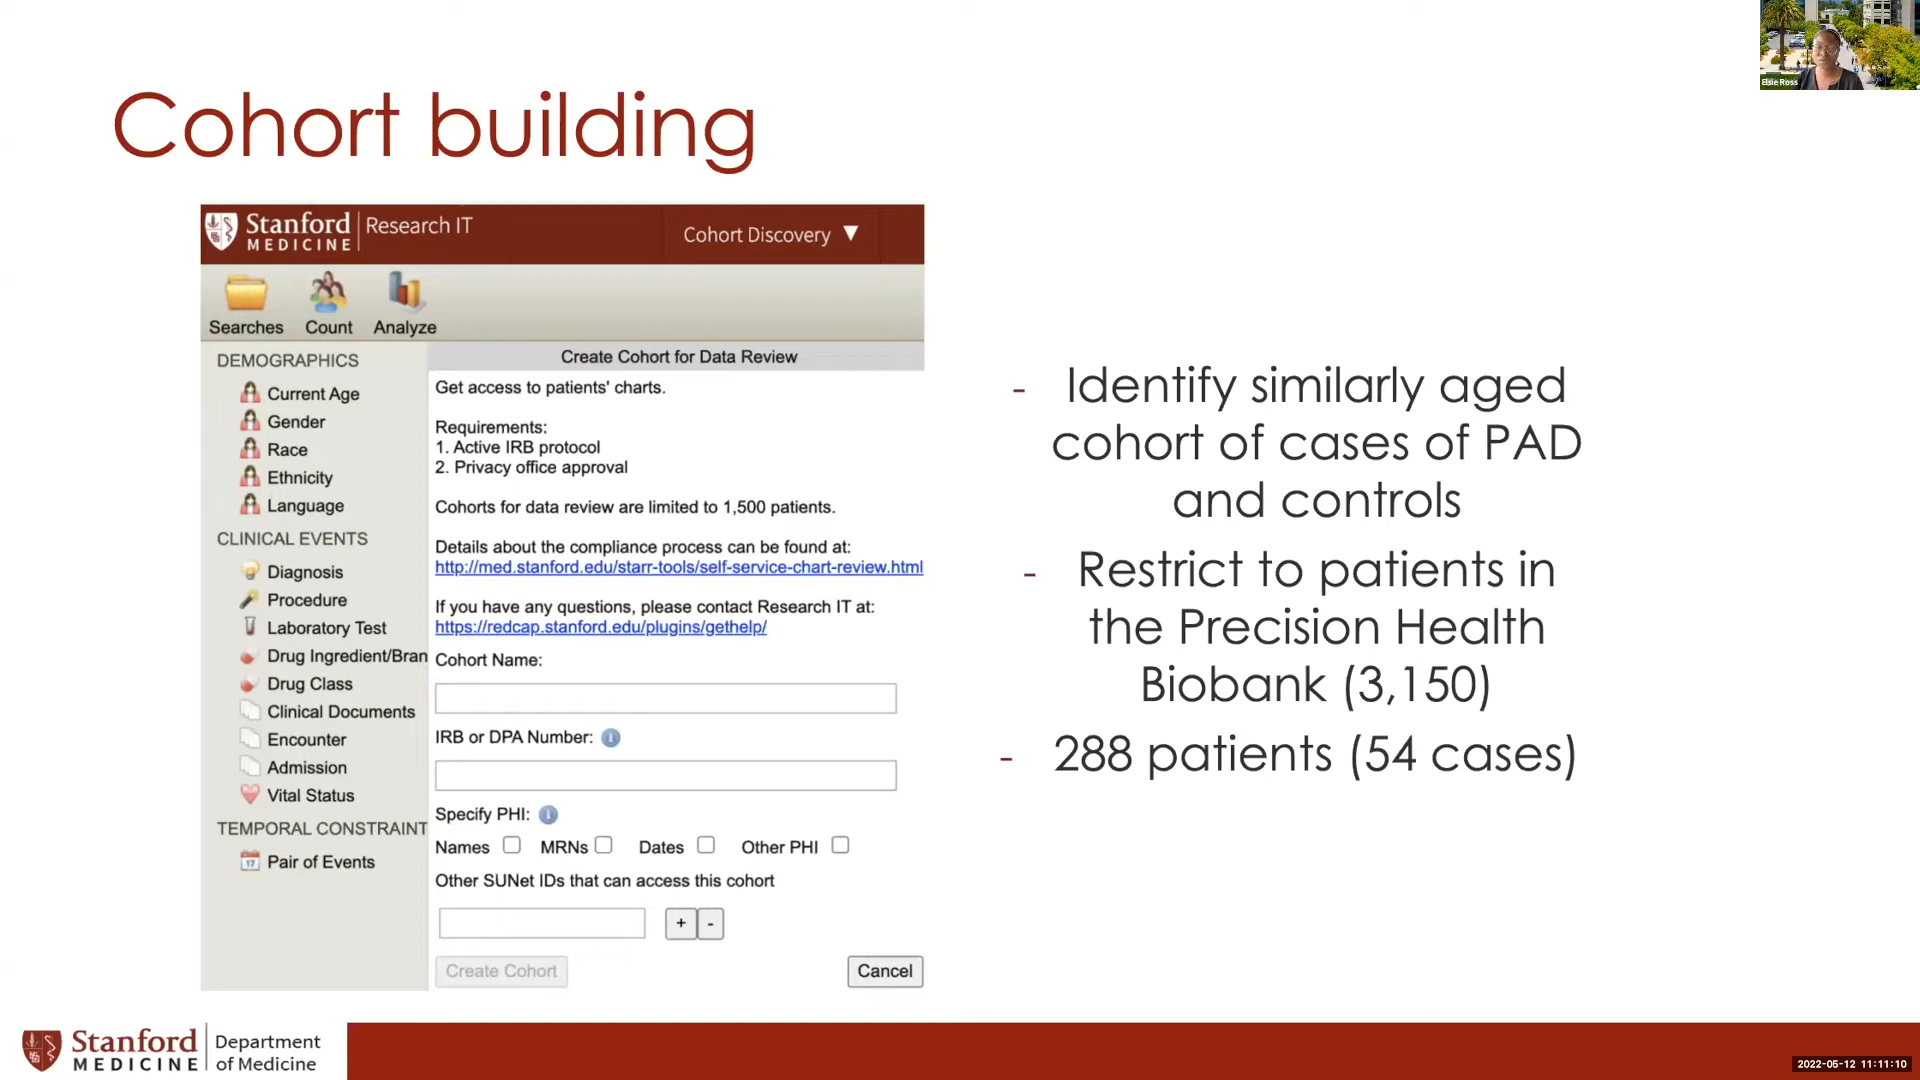 Elsie Ross
Cohort building
Stanford MEDICINE Research IT
Cohort Discovery ▼
Searches Count Analyze
DEMOGRAPHICS
Current Age
Gender
Race
Ethnicity
Language
CLINICAL EVENTS
Diagnosis
Procedure
Laboratory Test
Drug Ingredient/Bran
Drug Class
Clinical Documents
Encounter
Admission
Vital Status
TEMPORAL CONSTRAINT
Pair of Events
Create Cohort for Data Review
Get access to patients' charts.
Requirements:
1. Active IRB protocol
2. Privacy office approval
Cohorts for data review are limited to 1,500 patients.
Details about the compliance process can be found at:
http://med.stanford.edu/starr-tools/self-service-chart-review.html
If you have any questions, please contact Research IT at:
https://redcap.stanford.edu/plugins/gethelp/
Cohort Name:
IRB or DPA Number:
Specify PHI:
Names MRNs Dates Other PHI
Other SUNet IDs that can access this cohort
+ -
Create Cohort Cancel
- Identify similarly aged
cohort of cases of PAD
and controls
- Restrict to patients in
the Precision Health
Biobank (3,150)
- 288 patients (54 cases)
Stanford MEDICINE
Department
of Medicine
2022-05-12 11:11:10